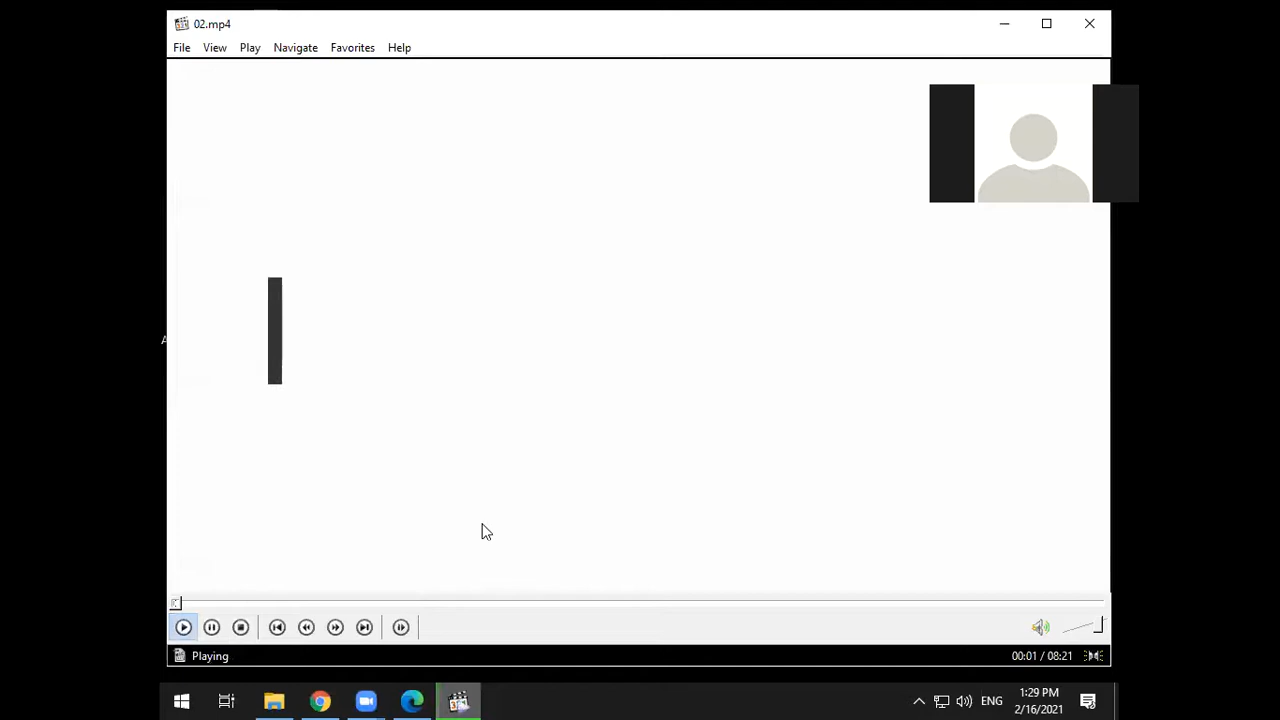 02.mp4
File View Play Navigate Favorites Help
A
Playing 00:01 / 08:21
ENG 1:29 PM
2/16/2021